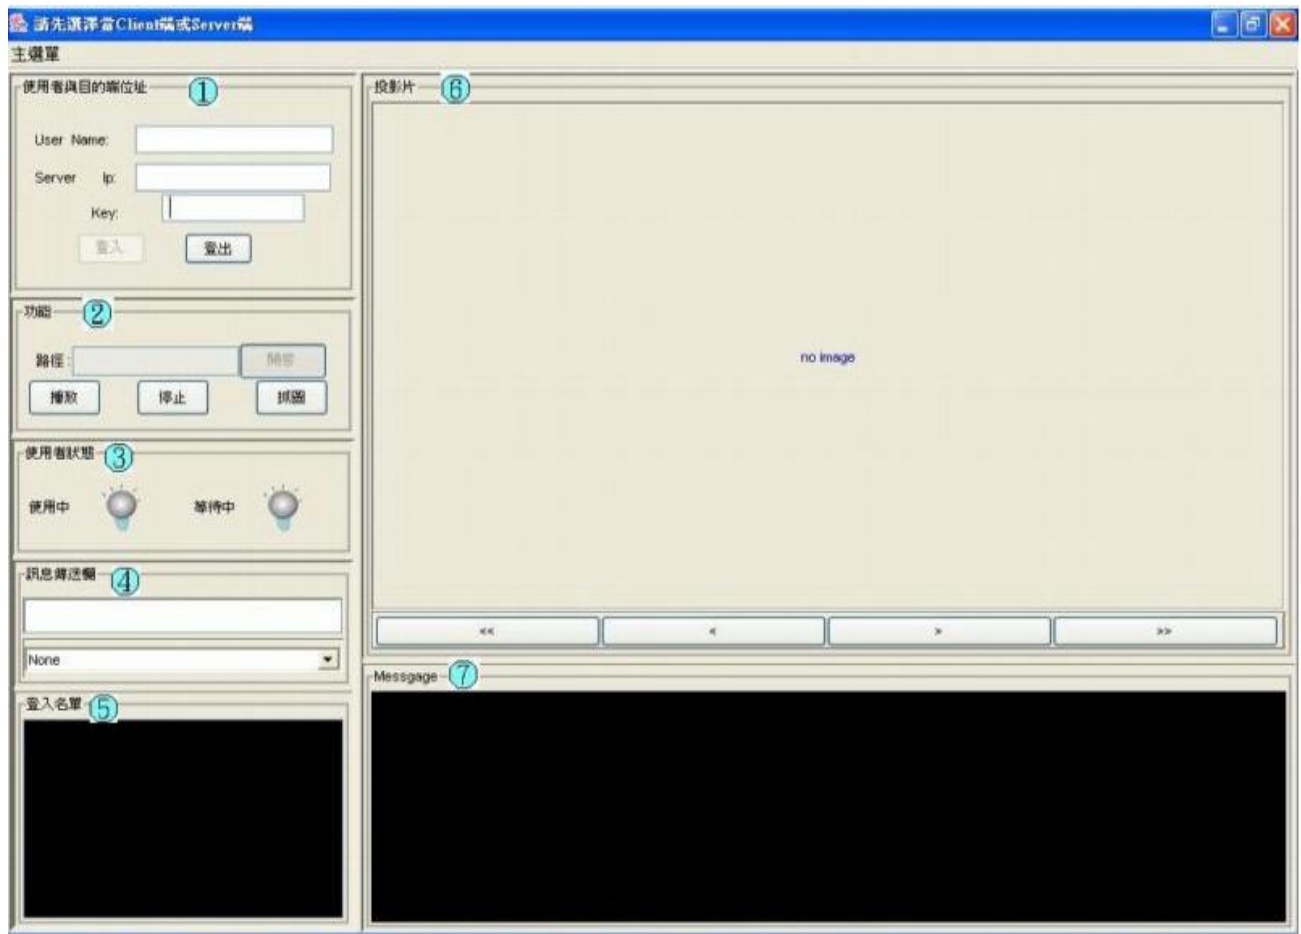 請先選擇當Client端或Server端
主選單
使用者與目的端位址 ①
User Name:
Server Ip:
Key:
登入 登出
功能 ②
路徑: 開啓
播放 停止 抓圖
使用者狀態 ③
使用中 等待中
訊息傳送欄 ④
None
登入名單 ⑤
投影片 ⑥
no image
<< < > >>
Messgage ⑦